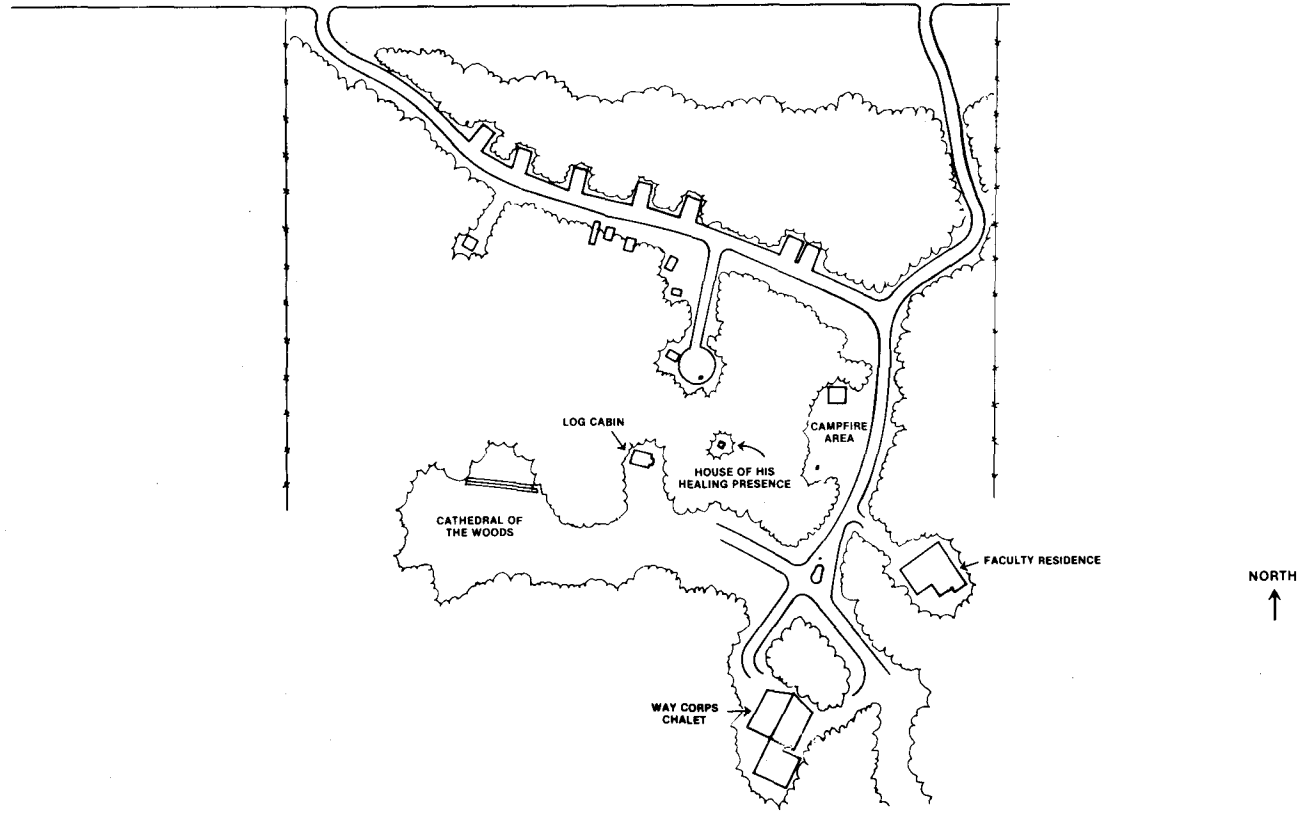 LOG CABIN
CAMPFIRE
AREA
HOUSE OF HIS
HEALING PRESENCE
CATHEDRAL OF
THE WOODS
FACULTY RESIDENCE
NORTH
WAY CORPS
CHALET